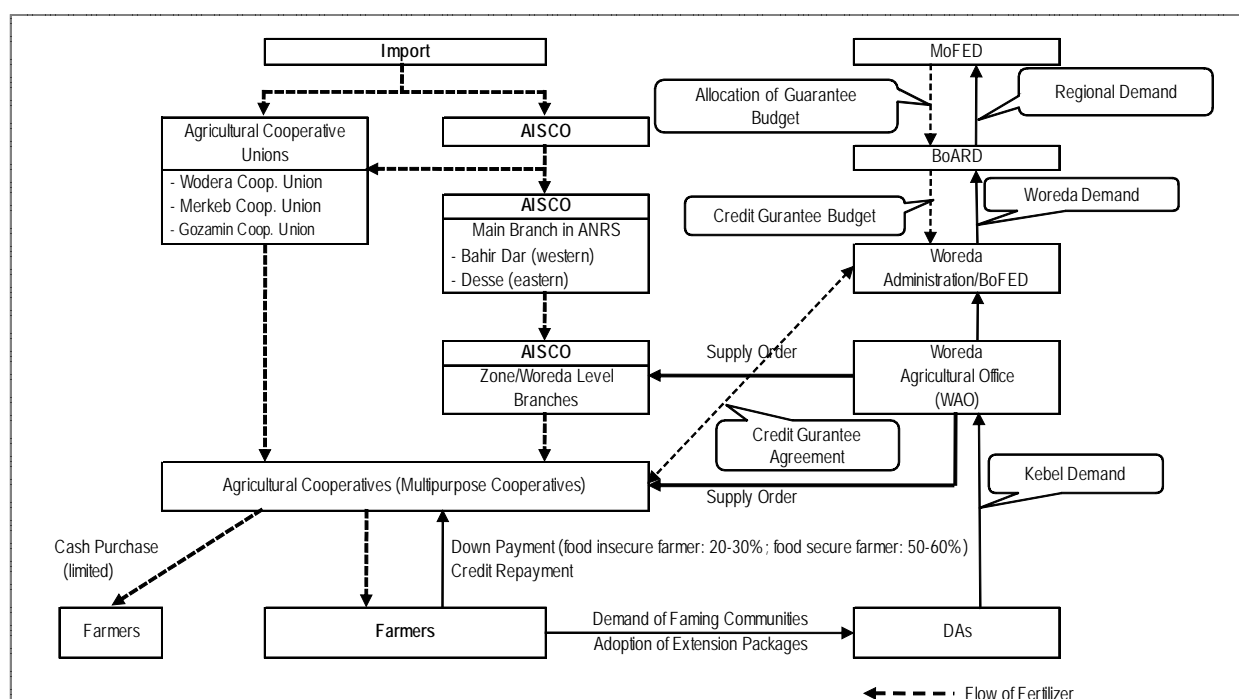 Import
MoFED
Allocation of Guarantee
Budget
Regional Demand
Agricultural Cooperative
Unions
- Wodera Coop. Union
- Merkeb Coop. Union
- Gozamin Coop. Union
AISCO
BoARD
AISCO
Main Branch in ANRS
- Bahir Dar (western)
- Desse (eastern)
Credit Gurantee Budget
Woreda Demand
Woreda
Administration/BoFED
AISCO
Zone/Woreda Level
Branches
Supply Order
Woreda
Agricultural Office
(WAO)
Credit Gurantee
Agreement
Agricultural Cooperatives (Multipurpose Cooperatives)
Supply Order
Kebel Demand
Cash Purchase
(limited)
Down Payment (food insecure farmer: 20-30%; food secure farmer: 50-60%)
Credit Repayment
Farmers
Farmers
Demand of Faming Communities
Adoption of Extension Packages
DAs
Flow of Fertilizer